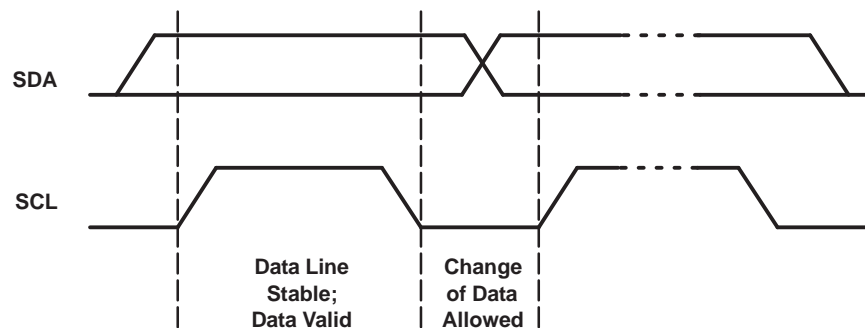 SDA
SCL
Data Line
Stable;
Data Valid
Change
of Data
Allowed